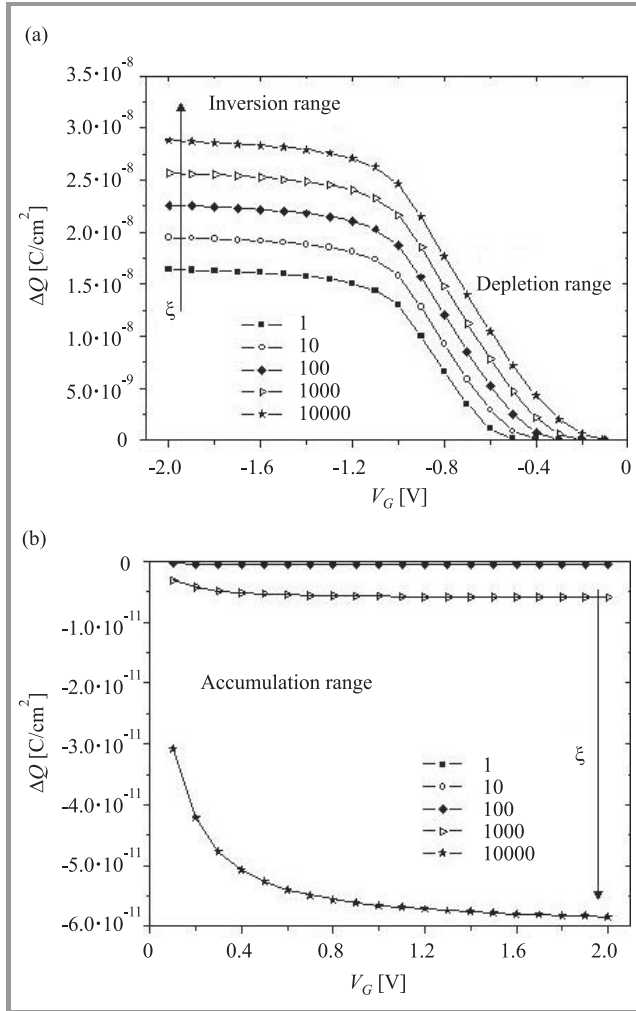 (a)
3.5·10⁻⁸
3.0·10⁻⁸
2.5·10⁻⁸
2.0·10⁻⁸
1.5·10⁻⁸
1.0·10⁻⁸
5.0·10⁻⁹
0
ΔQ [C/cm²]
Inversion range
Depletion range
ξ
1
10
100
1000
10000
-2.0 -1.6 -1.2 -0.8 -0.4 0
V_G [V]
(b)
0
-1.0·10⁻¹¹
-2.0·10⁻¹¹
-3.0·10⁻¹¹
-4.0·10⁻¹¹
-5.0·10⁻¹¹
-6.0·10⁻¹¹
ΔQ [C/cm²]
Accumulation range
ξ
1
10
100
1000
10000
0 0.4 0.8 1.2 1.6 2.0
V_G [V]